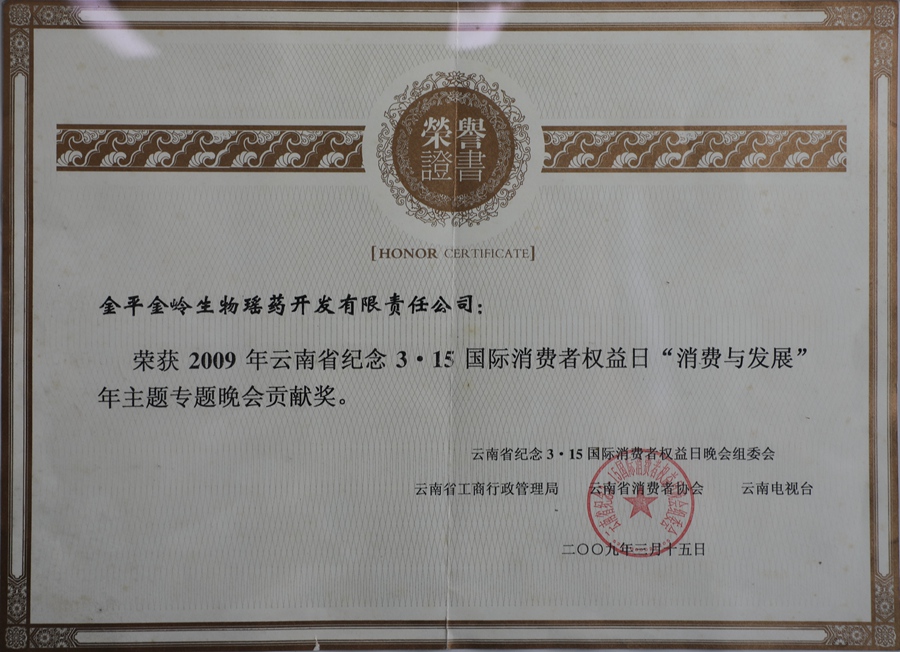 榮譽
證書
[HONOR CERTIFICATE]
金平金岭生物瑶药开发有限责任公司：
荣获 2009 年云南省纪念 3·15 国际消费者权益日“消费与发展”
年主题专题晚会贡献奖。
云南省纪念 3·15 国际消费者权益日晚会组委会
云南省工商行政管理局 云南省消费者协会 云南电视台
二〇〇九年三月十五日